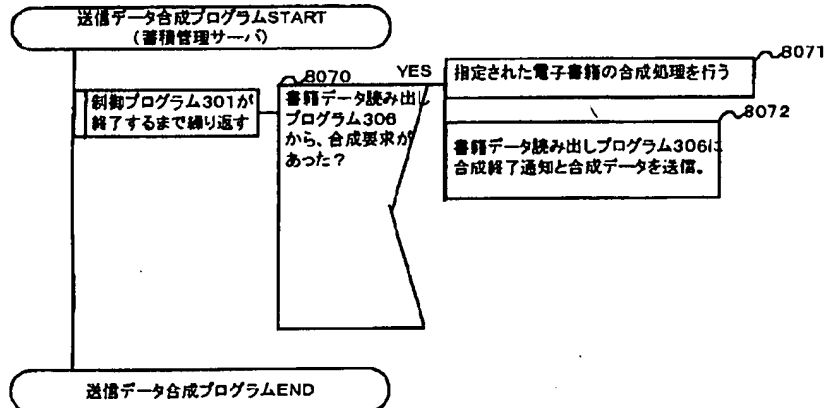 送信データ合成プログラムSTART
(蓄積管理サーバ)
制御プログラム301が
終了するまで繰り返す
8070
YES
書籍データ読み出し
プログラム306
から、合成要求が
あった？
8071
指定された電子書籍の合成処理を行う
8072
書籍データ読み出しプログラム306に
合成終了通知と合成データを送信。
送信データ合成プログラムEND